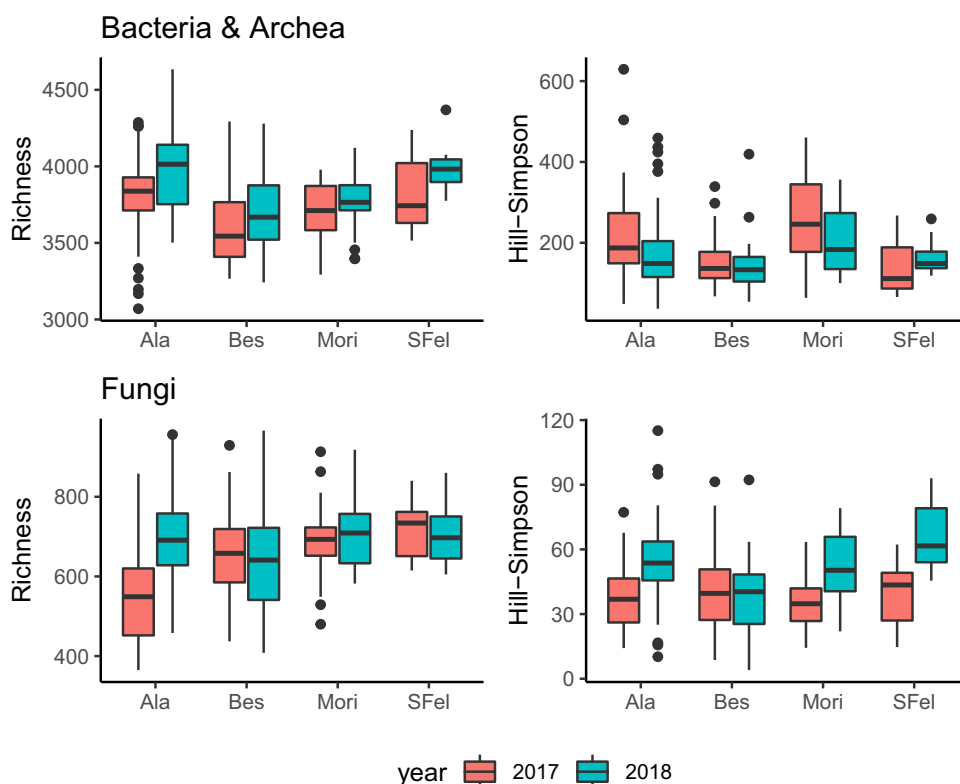 Bacteria & Archea
Richness
4500
4000
3500
3000
Ala Bes Mori SFel
Hill−Simpson
600
400
200
Ala Bes Mori SFel
Fungi
Richness
800
600
400
Ala Bes Mori SFel
Hill−Simpson
120
90
60
30
0
Ala Bes Mori SFel
year 2017 2018